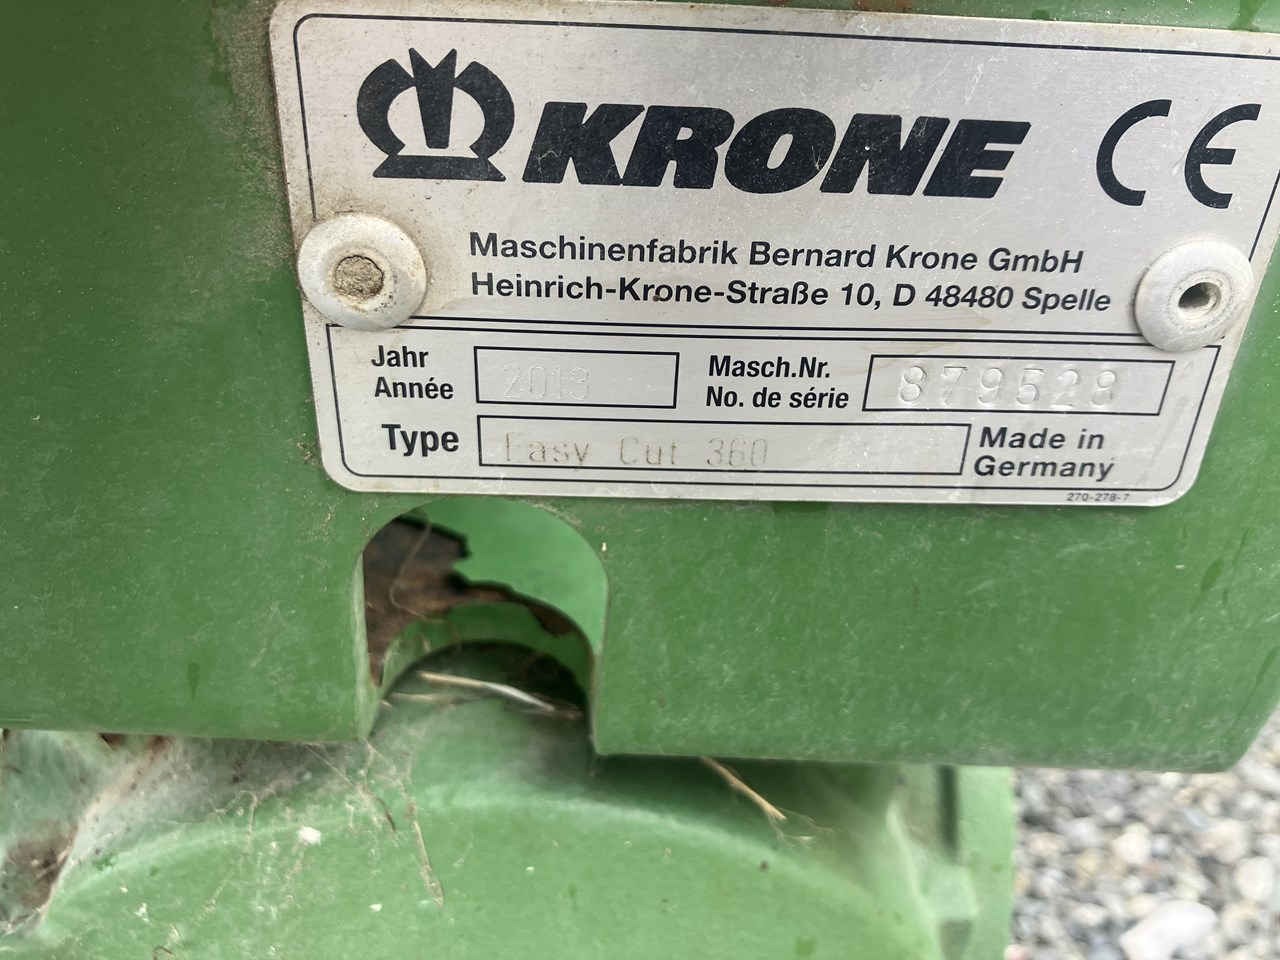 KRONE CE
Maschinenfabrik Bernard Krone GmbH
Heinrich-Krone-Straße 10, D 48480 Spelle
Jahr
Année
2013
Masch.Nr.
No. de série
879528
Type
Easy Cut 360
Made in
Germany
270-278-7